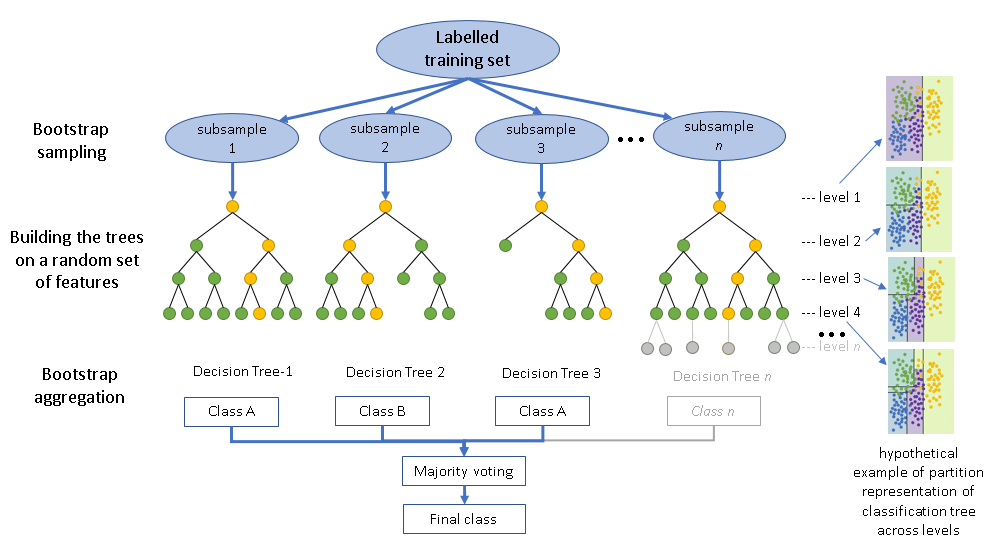 Labelled
training set
Bootstrap
sampling
subsample
1
subsample
2
subsample
3
subsample
n
Building the trees
on a random set
of features
--- level 1
--- level 2
--- level 3
--- level 4
--- level n
Bootstrap
aggregation
Decision Tree-1
Decision Tree 2
Decision Tree 3
Decision Tree n
Class A
Class B
Class A
Class n
Majority voting
Final class
hypothetical
example of partition
representation of
classification tree
across levels